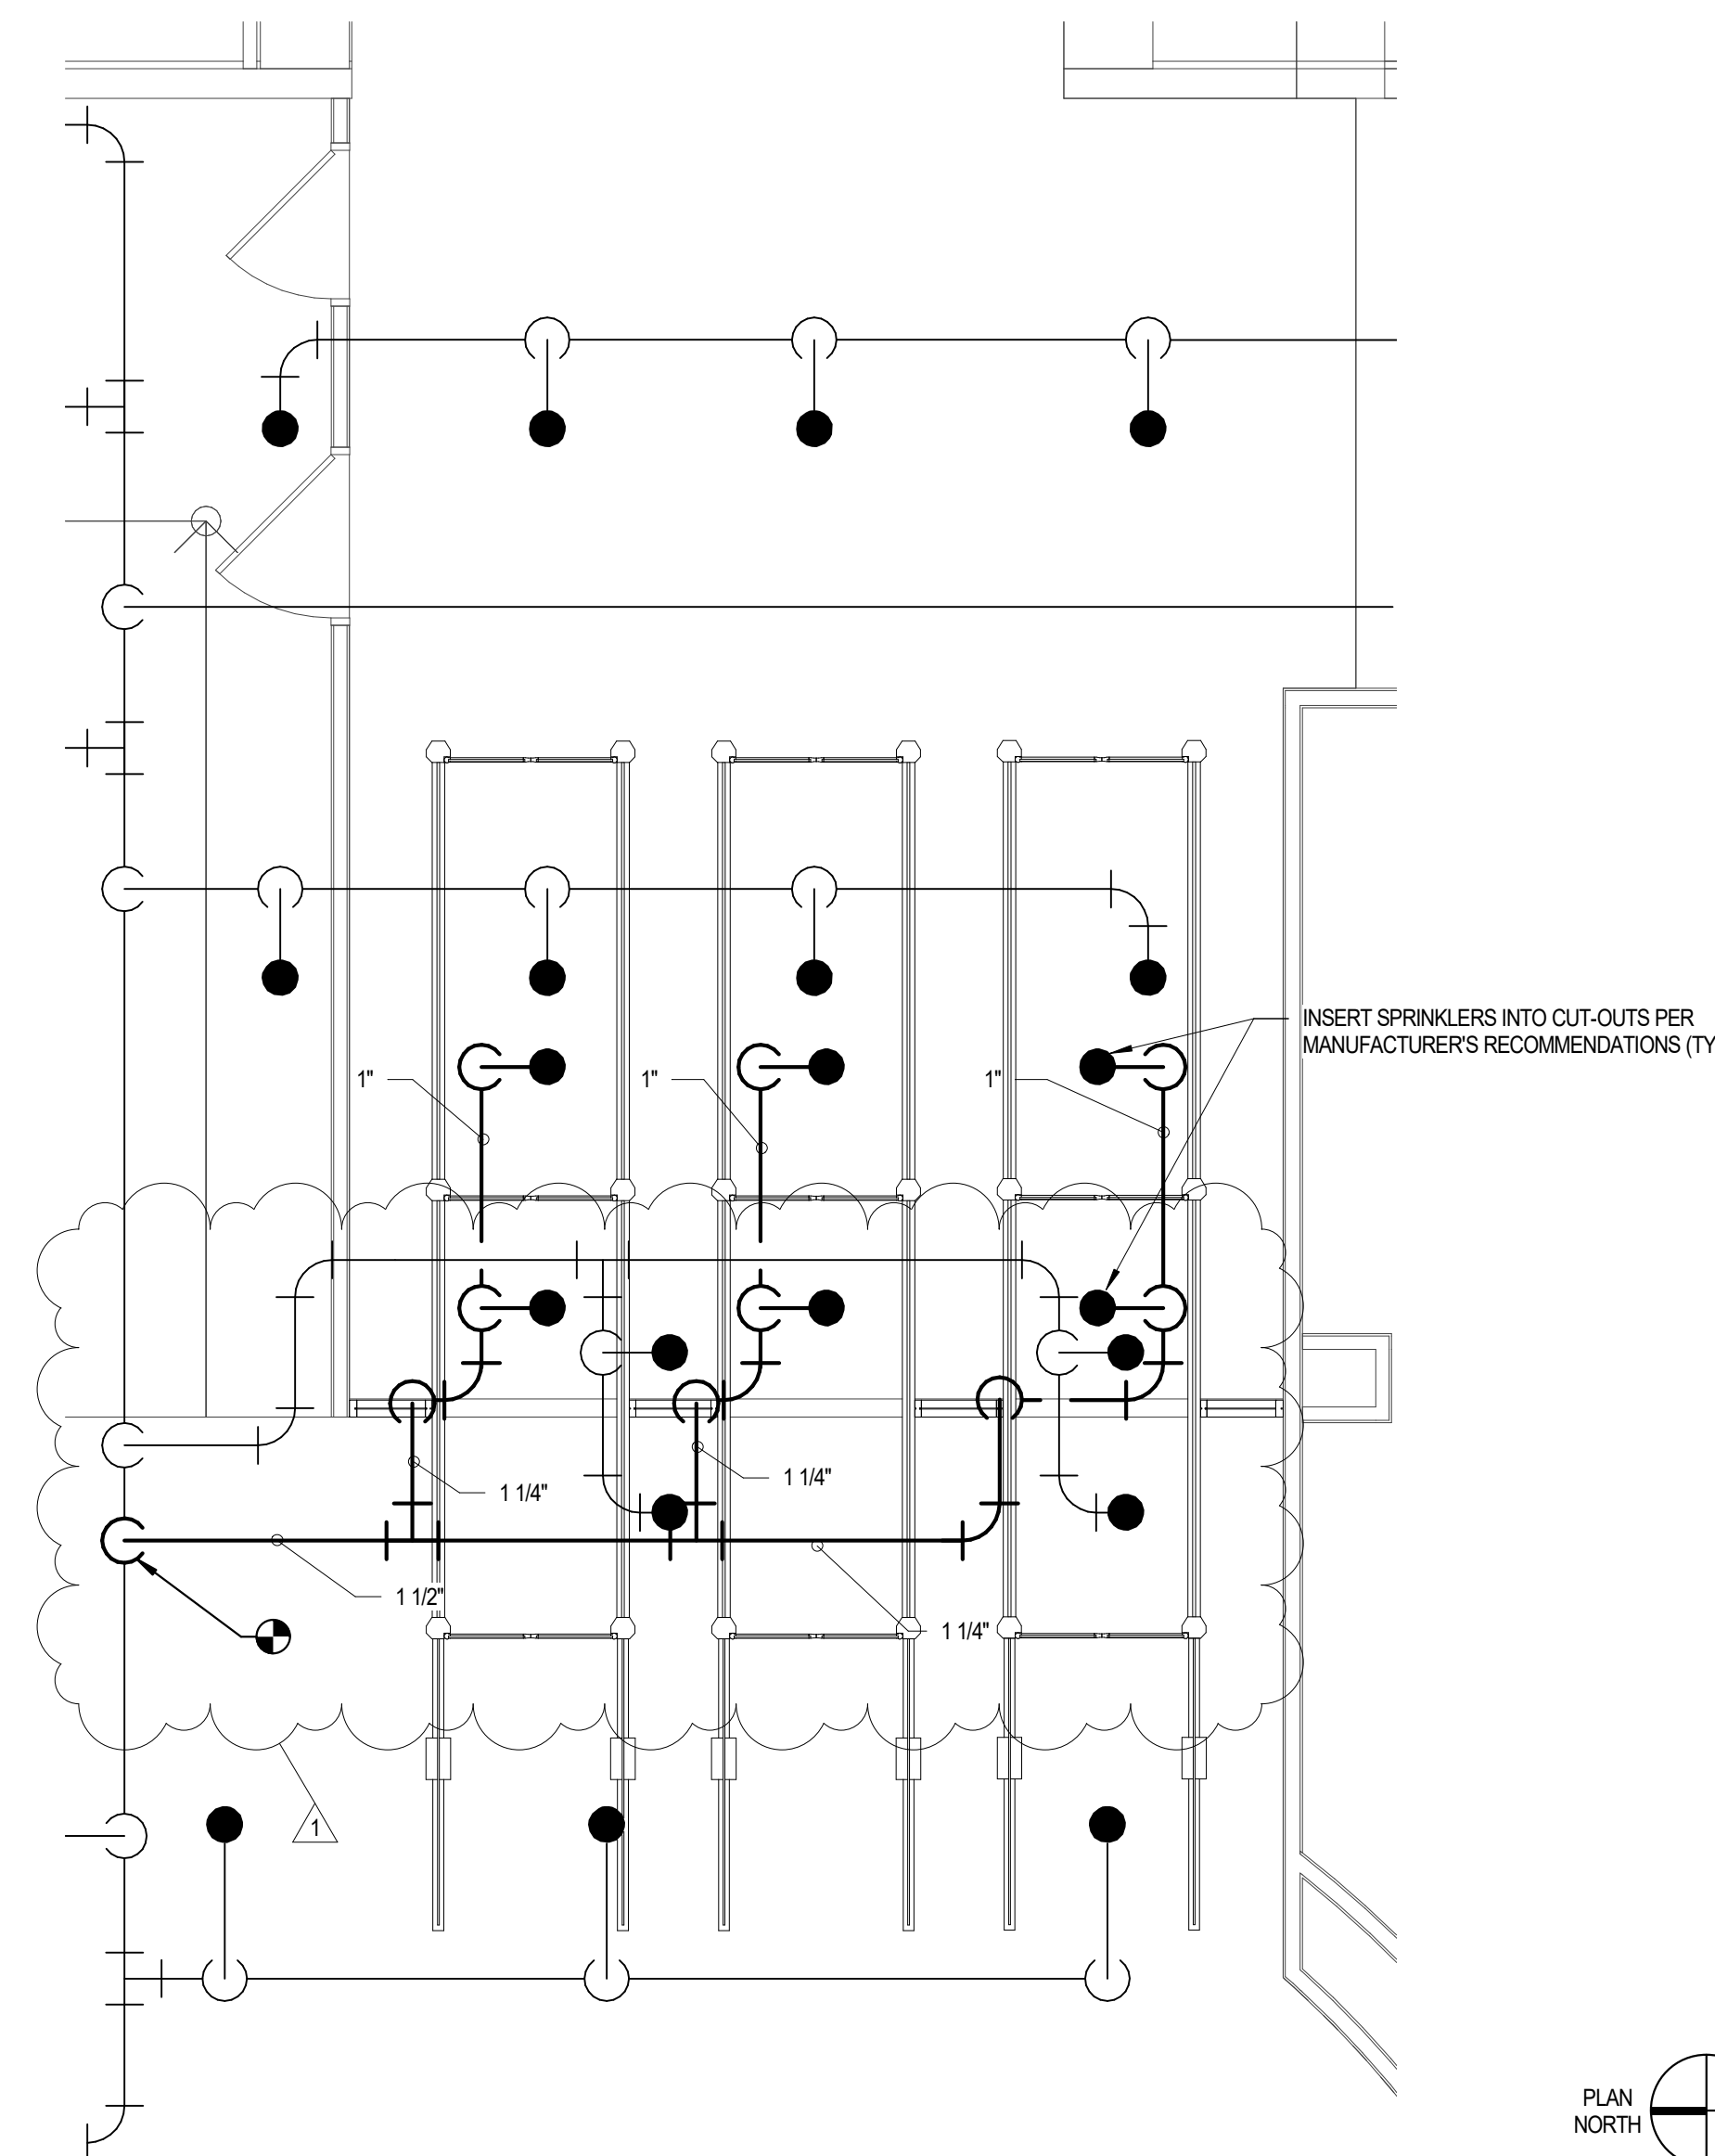 INSERT SPRINKLERS INTO CUT-OUTS PER
MANUFACTURER'S RECOMMENDATIONS (TY
1"
1"
1"
1 1/4"
1 1/4"
1 1/2"
1 1/4"
1
PLAN
NORTH